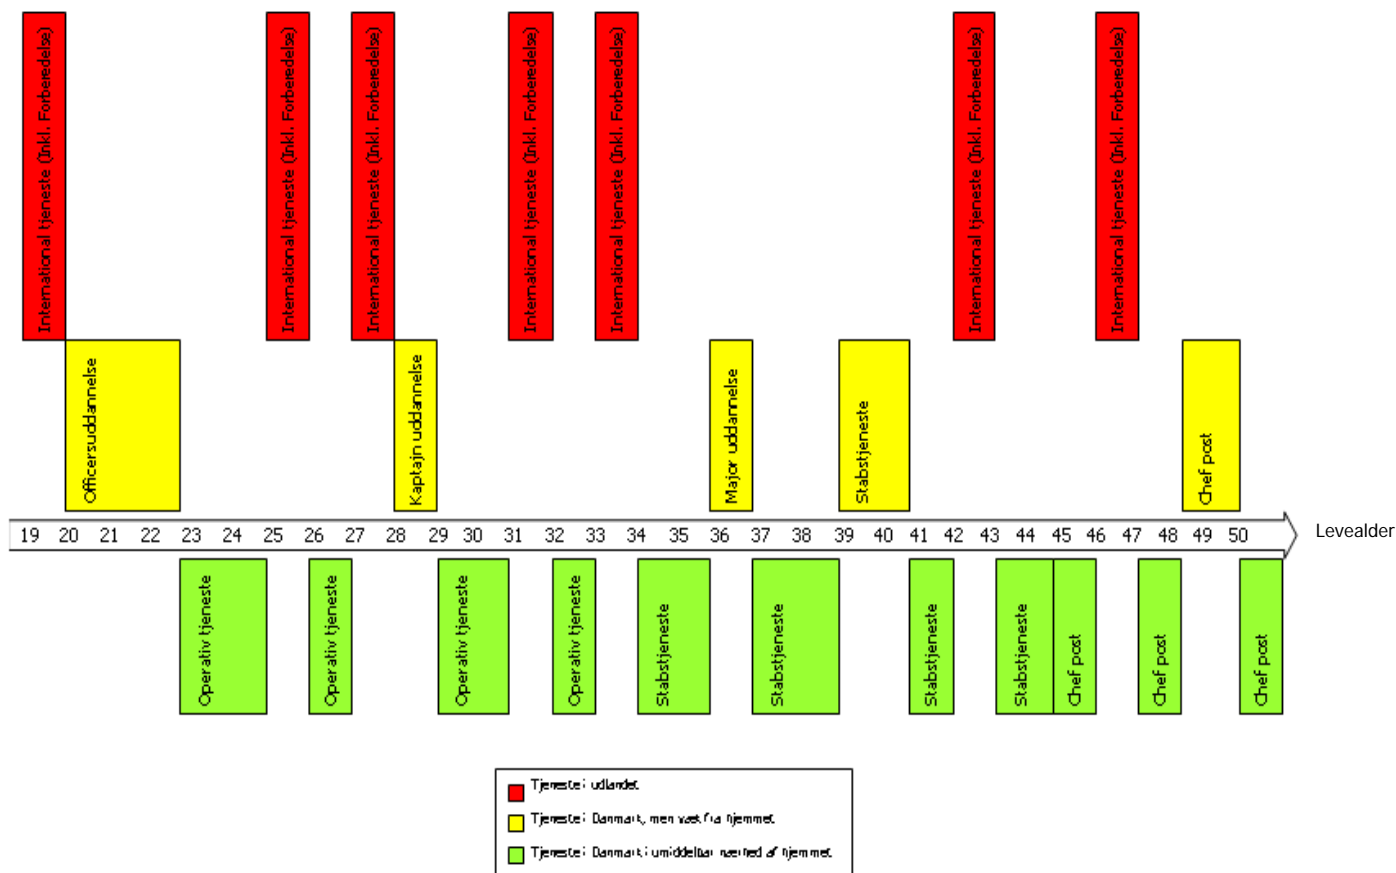 International tjeneste (Inkl. Forberedelse)
International tjeneste (Inkl. Forberedelse)
International tjeneste (Inkl. Forberedelse)
International tjeneste (Inkl. Forberedelse)
International tjeneste (Inkl. Forberedelse)
International tjeneste (Inkl. Forberedelse)
International tjeneste (Inkl. Forberedelse)
Officersuddannelse
Kaptajn uddannelse
Major uddannelse
Stabstjeneste
Chef post
19 20 21 22 23 24 25 26 27 28 29 30 31 32 33 34 35 36 37 38 39 40 41 42 43 44 45 46 47 48 49 50
Levealder
Operativ tjeneste
Operativ tjeneste
Operativ tjeneste
Operativ tjeneste
Stabstjeneste
Stabstjeneste
Stabstjeneste
Stabstjeneste
Chef post
Chef post
Chef post
Tjeneste i udlandet
Tjeneste i Danmark, men væk fra hjemmet
Tjeneste i Danmark i umiddelbar nærhed af hjemmet